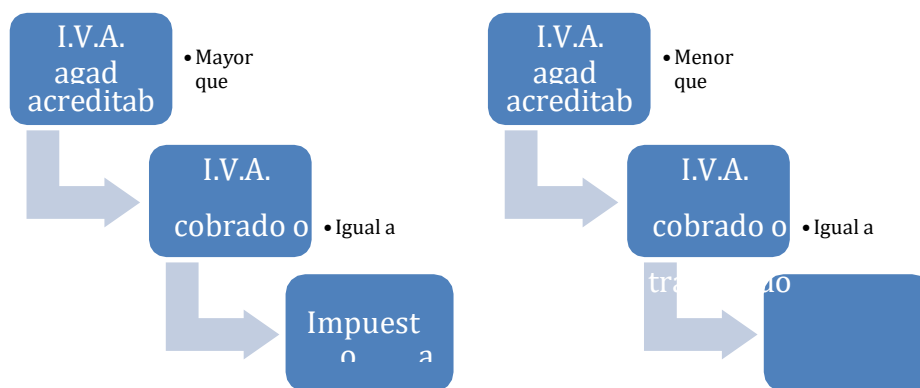 I.V.A.
agad
acreditab
• Mayor
que
I.V.A.
cobrado o
• Igual a
Impuest
o a
I.V.A.
agad
acreditab
• Menor
que
I.V.A.
cobrado o
• Igual a